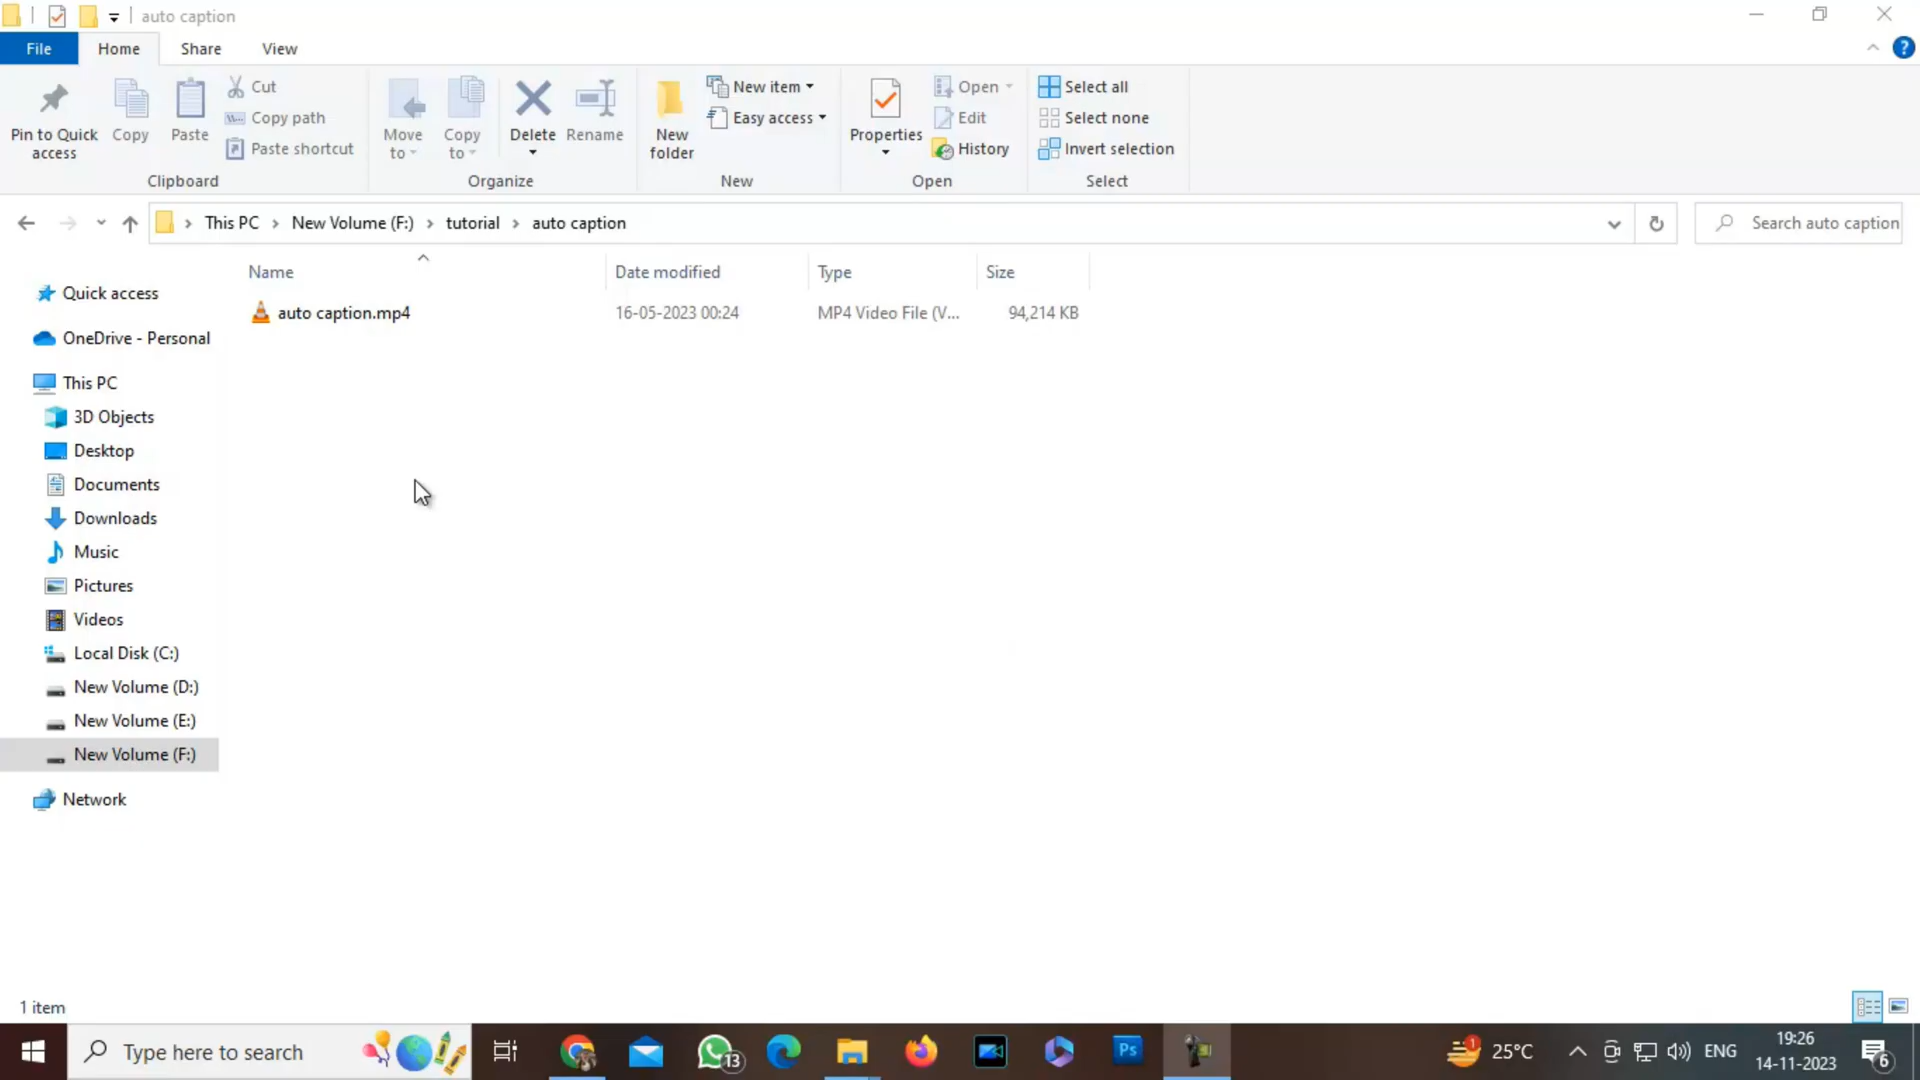 auto caption
File Home Share View
Pin to Quick access
Copy
Paste
Cut
Copy path
Paste shortcut
Clipboard
Move to
Copy to
Delete
Rename
Organize
New folder
New item
Easy access
New
Properties
Open
Edit
History
Open
Select all
Select none
Invert selection
Select
This PC > New Volume (F:) > tutorial > auto caption
Search auto caption
Name Date modified Type Size
auto caption.mp4 16-05-2023 00:24 MP4 Video File (V... 94,214 KB
Quick access
OneDrive - Personal
This PC
3D Objects
Desktop
Documents
Downloads
Music
Pictures
Videos
Local Disk (C:)
New Volume (D:)
New Volume (E:)
New Volume (F:)
Network
1 item
Type here to search
13
Ps
1
25°C
ENG
19:26
14-11-2023
6